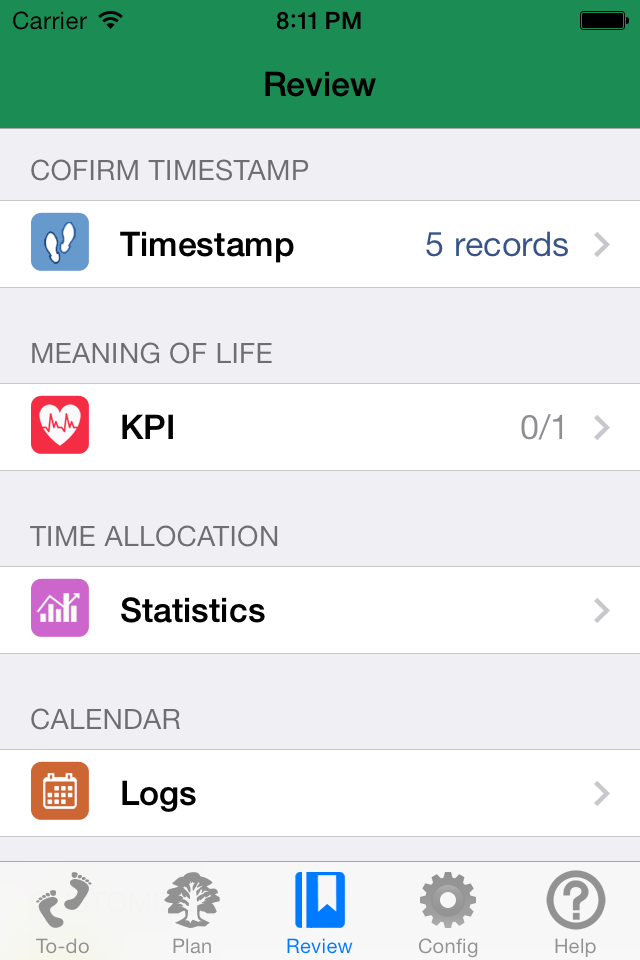 Carrier 8:11 PM
Review
COFIRM TIMESTAMP
Timestamp 5 records
MEANING OF LIFE
KPI 0/1
TIME ALLOCATION
Statistics
CALENDAR
Logs
To-do Plan Review Config Help